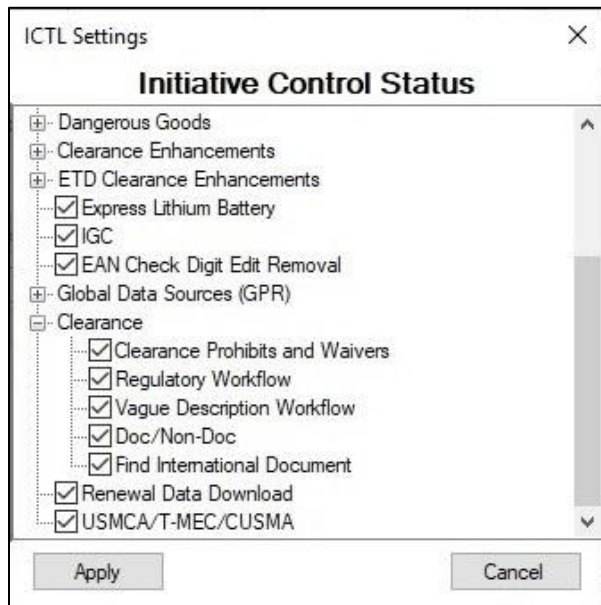 ICTL Settings
Initiative Control Status
Dangerous Goods
Clearance Enhancements
ETD Clearance Enhancements
Express Lithium Battery
IGC
EAN Check Digit Edit Removal
Global Data Sources (GPR)
Clearance
Clearance Prohibits and Waivers
Regulatory Workflow
Vague Description Workflow
Doc/Non-Doc
Find International Document
Renewal Data Download
USMCA/T-MEC/CUSMA
Apply Cancel